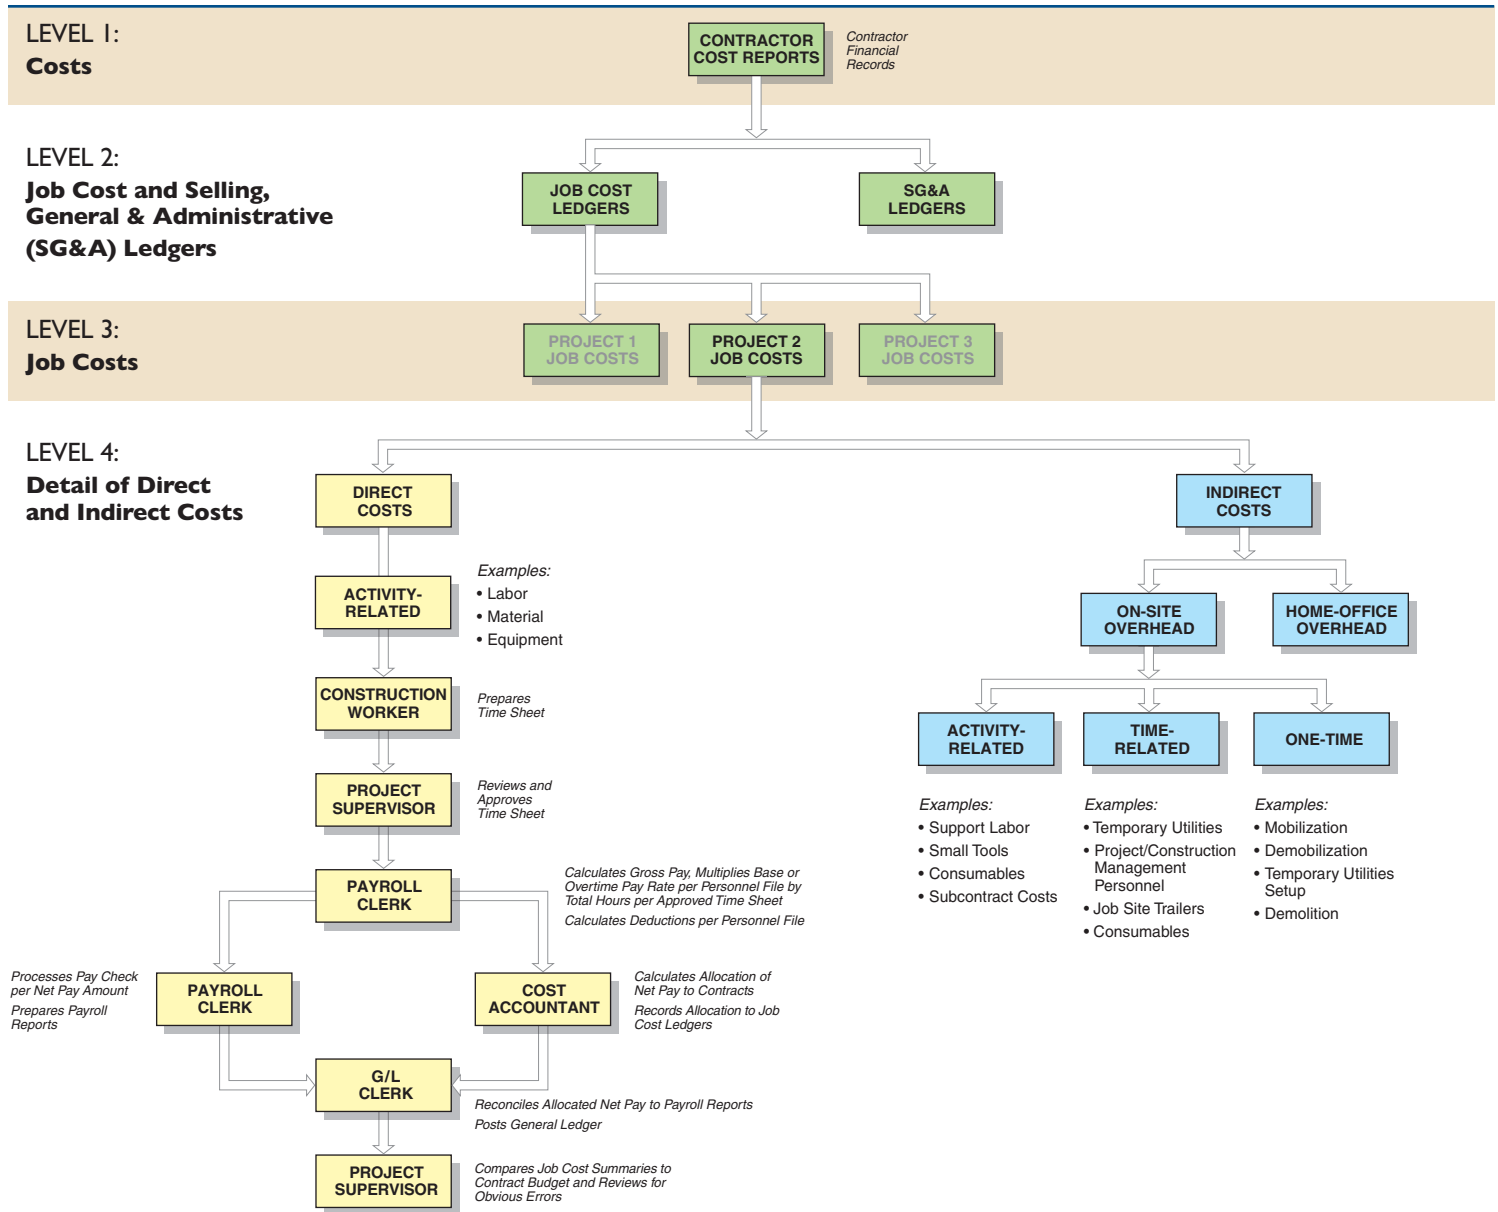 LEVEL 1:
Costs
CONTRACTOR
COST REPORTS
Contractor
Financial
Records
LEVEL 2:
Job Cost and Selling,
General & Administrative
(SG&A) Ledgers
JOB COST
LEDGERS
SG&A
LEDGERS
LEVEL 3:
Job Costs
PROJECT 1
JOB COSTS
PROJECT 2
JOB COSTS
PROJECT 3
JOB COSTS
LEVEL 4:
Detail of Direct
and Indirect Costs
DIRECT
COSTS
ACTIVITY-
RELATED
Examples:
• Labor
• Material
• Equipment
CONSTRUCTION
WORKER
Prepares
Time Sheet
PROJECT
SUPERVISOR
Reviews and
Approves
Time Sheet
PAYROLL
CLERK
Calculates Gross Pay, Multiplies Base or
Overtime Pay Rate per Personnel File by
Total Hours per Approved Time Sheet
Calculates Deductions per Personnel File
Processes Pay Check
per Net Pay Amount
Prepares Payroll
Reports
PAYROLL
CLERK
COST
ACCOUNTANT
Calculates Allocation of
Net Pay to Contracts
Records Allocation to Job
Cost Ledgers
G/L
CLERK
Reconciles Allocated Net Pay to Payroll Reports
Posts General Ledger
PROJECT
SUPERVISOR
Compares Job Cost Summaries to
Contract Budget and Reviews for
Obvious Errors
INDIRECT
COSTS
ON-SITE
OVERHEAD
HOME-OFFICE
OVERHEAD
ACTIVITY-
RELATED
TIME-
RELATED
ONE-TIME
Examples:
• Support Labor
• Small Tools
• Consumables
• Subcontract Costs
Examples:
• Temporary Utilities
• Project/Construction
Management
Personnel
• Job Site Trailers
• Consumables
Examples:
• Mobilization
• Demobilization
• Temporary Utilities
Setup
• Demolition